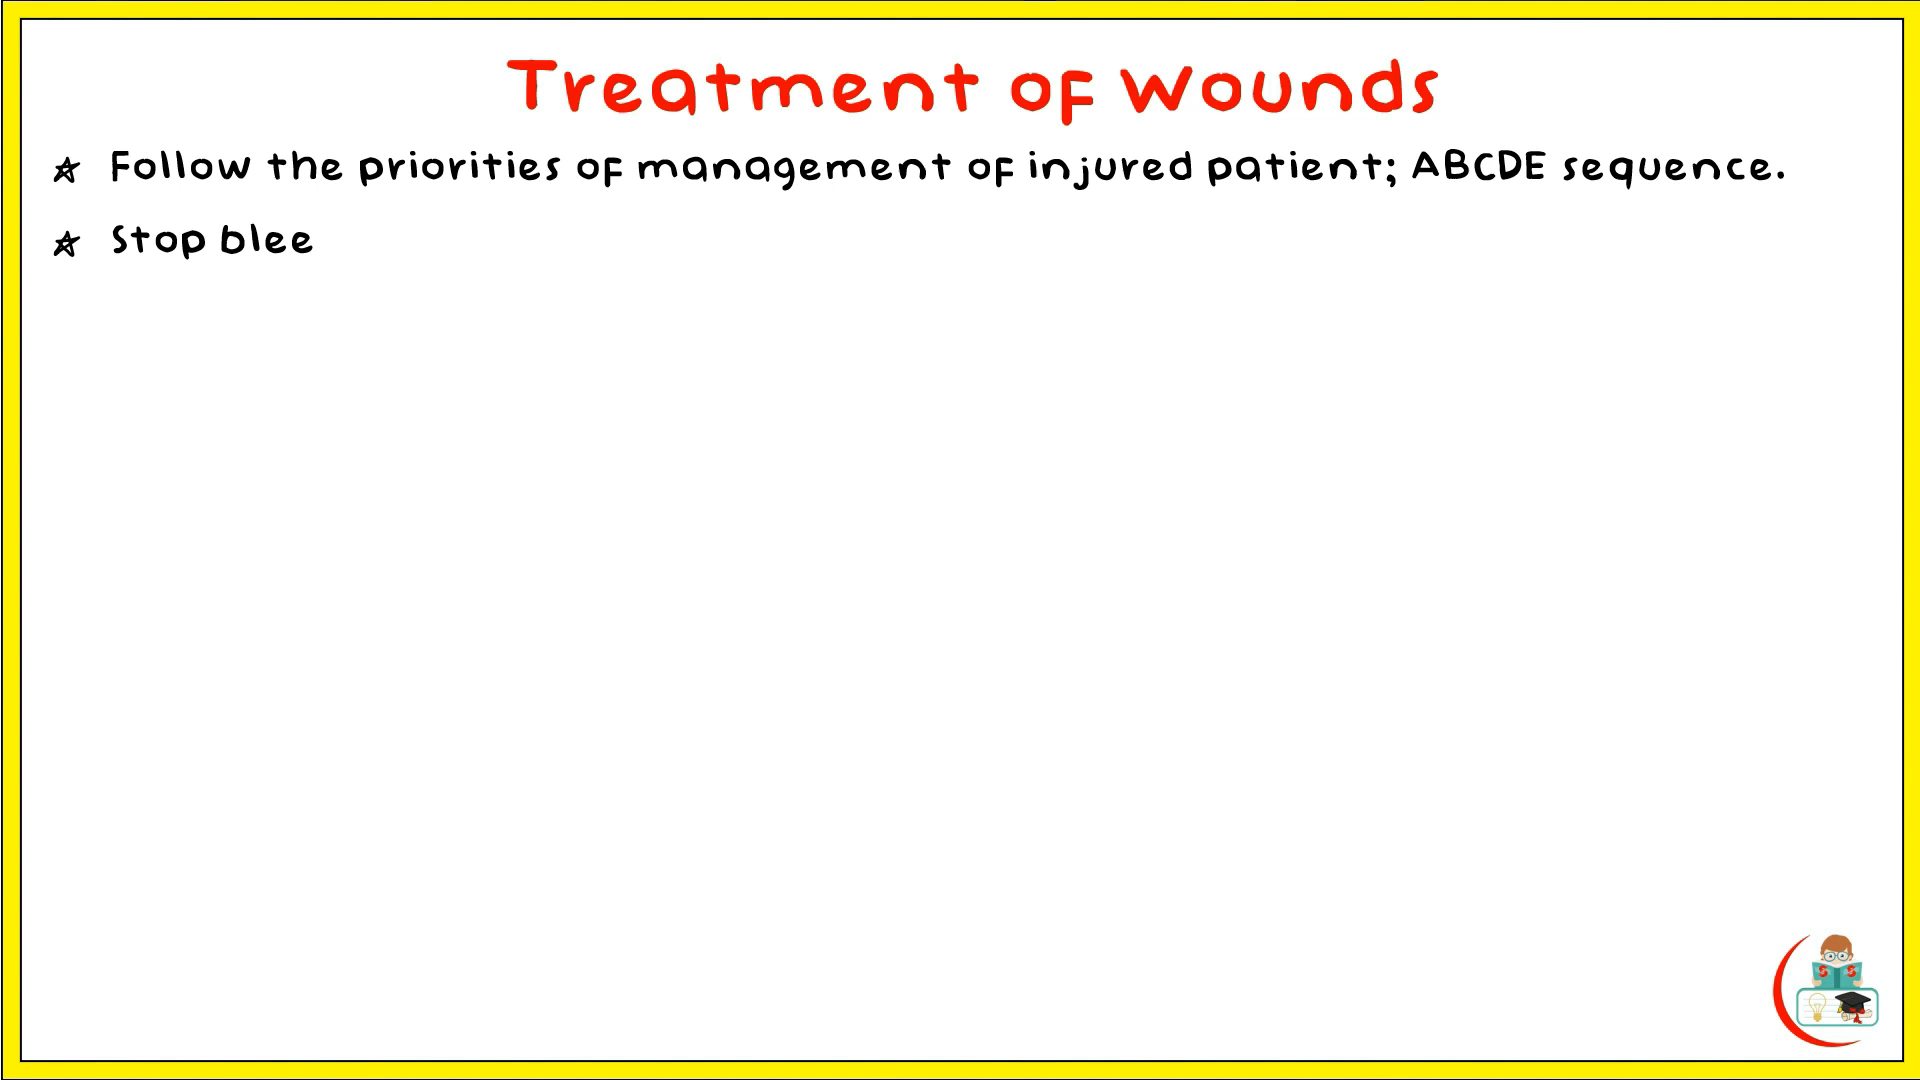 Treatment of Wounds
☆ Follow the priorities of management of injured patient; ABCDE sequence.
☆ Stop blee